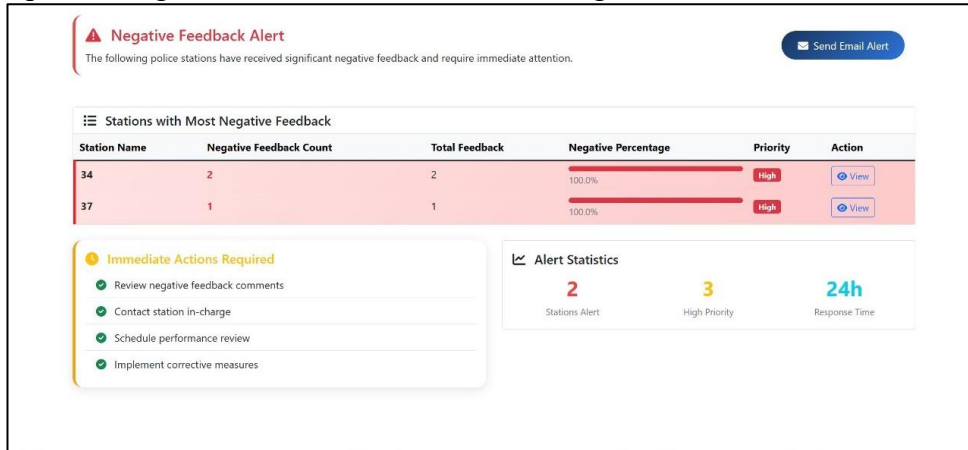 Negative Feedback Alert
The following police stations have received significant negative feedback and require immediate attention.
Send Email Alert
Stations with Most Negative Feedback
Station Name Negative Feedback Count Total Feedback Negative Percentage Priority Action
34 2 2 100.0% High View
37 1 1 100.0% High View
Immediate Actions Required
Review negative feedback comments
Contact station in-charge
Schedule performance review
Implement corrective measures
Alert Statistics
2 3 24h
Stations Alert High Priority Response Time